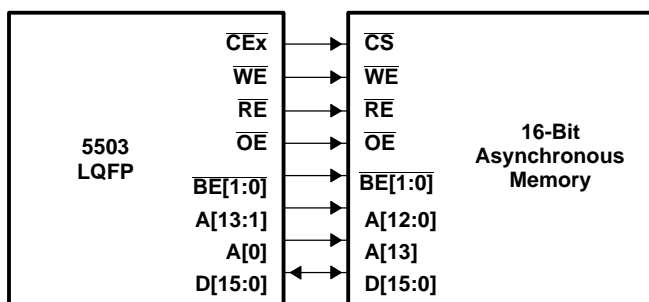 CEx
WE
RE
OE
BE[1:0]
A[13:1]
A[0]
D[15:0]
5503
LQFP
CS
WE
RE
OE
BE[1:0]
A[12:0]
A[13]
D[15:0]
16-Bit
Asynchronous
Memory